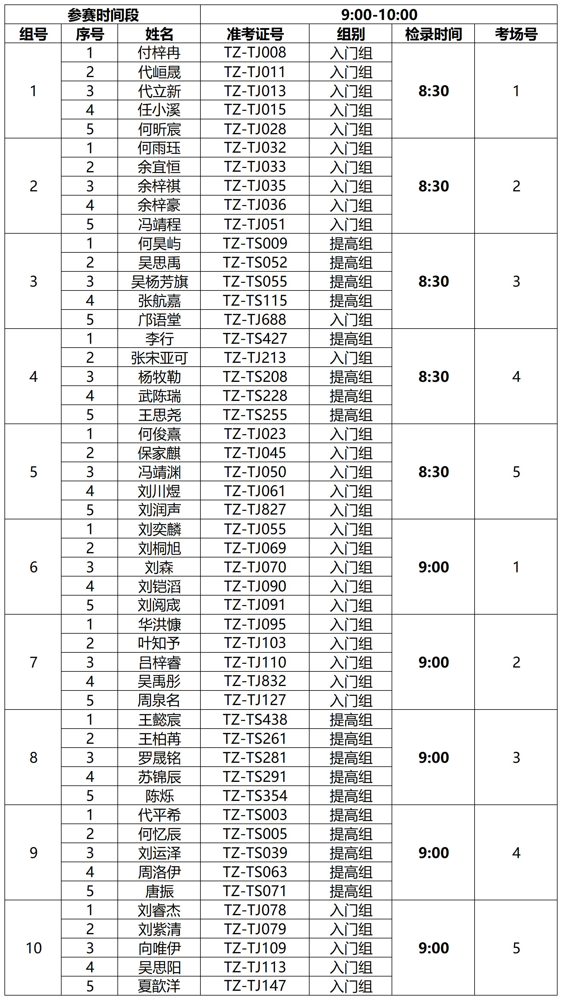 参赛时间段 9:00-10:00
组号 序号 姓名 准考证号 组别 检录时间 考场号
1 付梓冉 TZ-TJ008 入门组
2 代峘晟 TZ-TJ011 入门组
1 3 代立新 TZ-TJ013 入门组 8:30 1
4 任小溪 TZ-TJ015 入门组
5 何昕宸 TZ-TJ028 入门组
1 何雨珏 TZ-TJ032 入门组
2 余宜恒 TZ-TJ033 入门组
2 3 余梓祺 TZ-TJ035 入门组 8:30 2
4 余梓豪 TZ-TJ036 入门组
5 冯靖程 TZ-TJ051 入门组
1 何昊屿 TZ-TS009 提高组
2 吴思禹 TZ-TS052 提高组
3 3 吴杨芳旗 TZ-TS055 提高组 8:30 3
4 张航嘉 TZ-TS115 提高组
5 邝语堂 TZ-TJ688 入门组
1 李行 TZ-TS427 提高组
2 张宋亚可 TZ-TJ213 入门组
4 3 杨牧勒 TZ-TS208 提高组 8:30 4
4 武陈瑞 TZ-TS228 提高组
5 王思尧 TZ-TS255 提高组
1 何俊熹 TZ-TJ023 入门组
2 保家麒 TZ-TJ045 入门组
5 3 冯靖渊 TZ-TJ050 入门组 8:30 5
4 刘川煜 TZ-TJ061 入门组
5 刘润声 TZ-TJ827 入门组
1 刘奕麟 TZ-TJ055 入门组
2 刘桐旭 TZ-TJ069 入门组
6 3 刘森 TZ-TJ070 入门组 9:00 1
4 刘铠滔 TZ-TJ090 入门组
5 刘阅宬 TZ-TJ091 入门组
1 华洪慷 TZ-TJ095 入门组
2 叶知予 TZ-TJ103 入门组
7 3 吕梓睿 TZ-TJ110 入门组 9:00 2
4 吴禹彤 TZ-TJ832 入门组
5 周泉名 TZ-TJ127 入门组
1 王懿宸 TZ-TS438 提高组
2 王柏苒 TZ-TS261 提高组
8 3 罗晟铭 TZ-TS281 提高组 9:00 3
4 苏锦辰 TZ-TS291 提高组
5 陈烁 TZ-TS354 提高组
1 代平希 TZ-TS003 提高组
2 何忆辰 TZ-TS005 提高组
9 3 刘运泽 TZ-TS039 提高组 9:00 4
4 周洛伊 TZ-TS063 提高组
5 唐振 TZ-TS071 提高组
1 刘睿杰 TZ-TJ078 入门组
2 刘紫清 TZ-TJ079 入门组
10 3 向唯伊 TZ-TJ109 入门组 9:00 5
4 吴思阳 TZ-TJ113 入门组
5 夏歆洋 TZ-TJ147 入门组